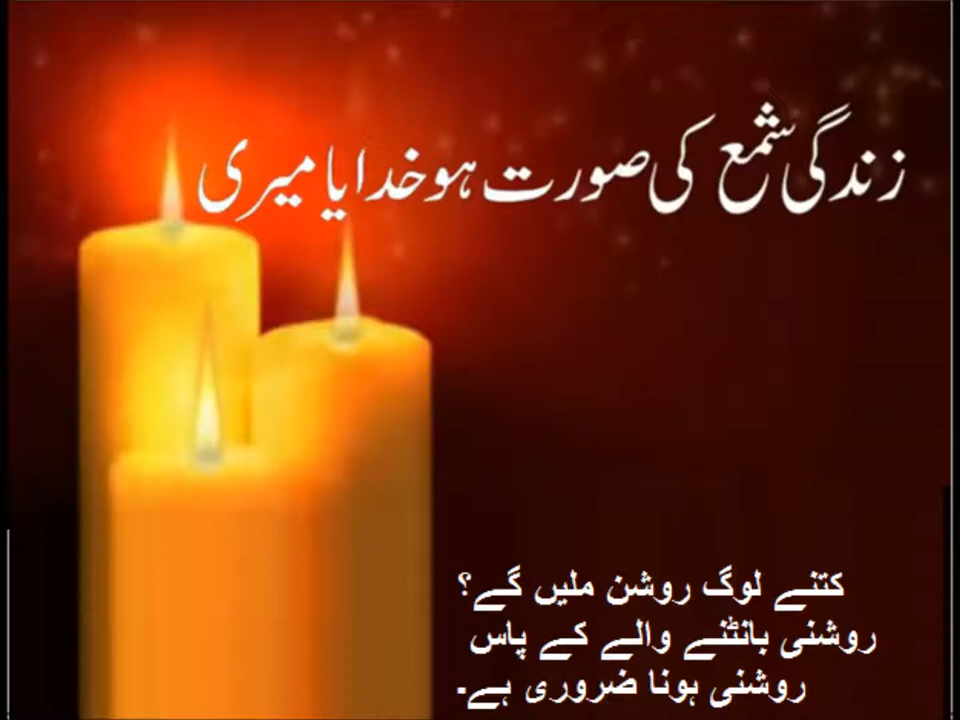 زندگی شمع کی صورت ہو خدایا میری
کتنے لوگ روشن ملیں گے؟
روشنی بانٹنے والے کے پاس
روشنی ہونا ضروری ہے۔